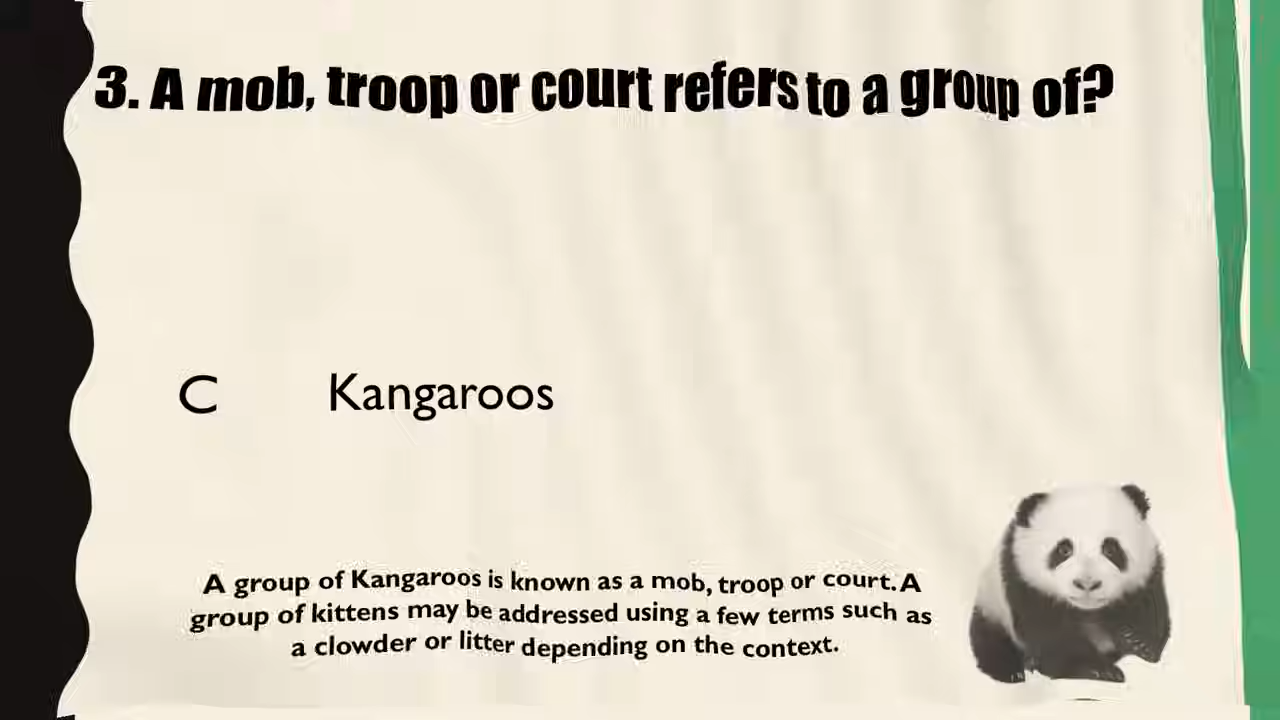 3. A mob, troop or court refers to a group of?
C Kangaroos
A group of Kangaroos is known as a mob, troop or court. A
group of kittens may be addressed using a few terms such as
a clowder or litter depending on the context.